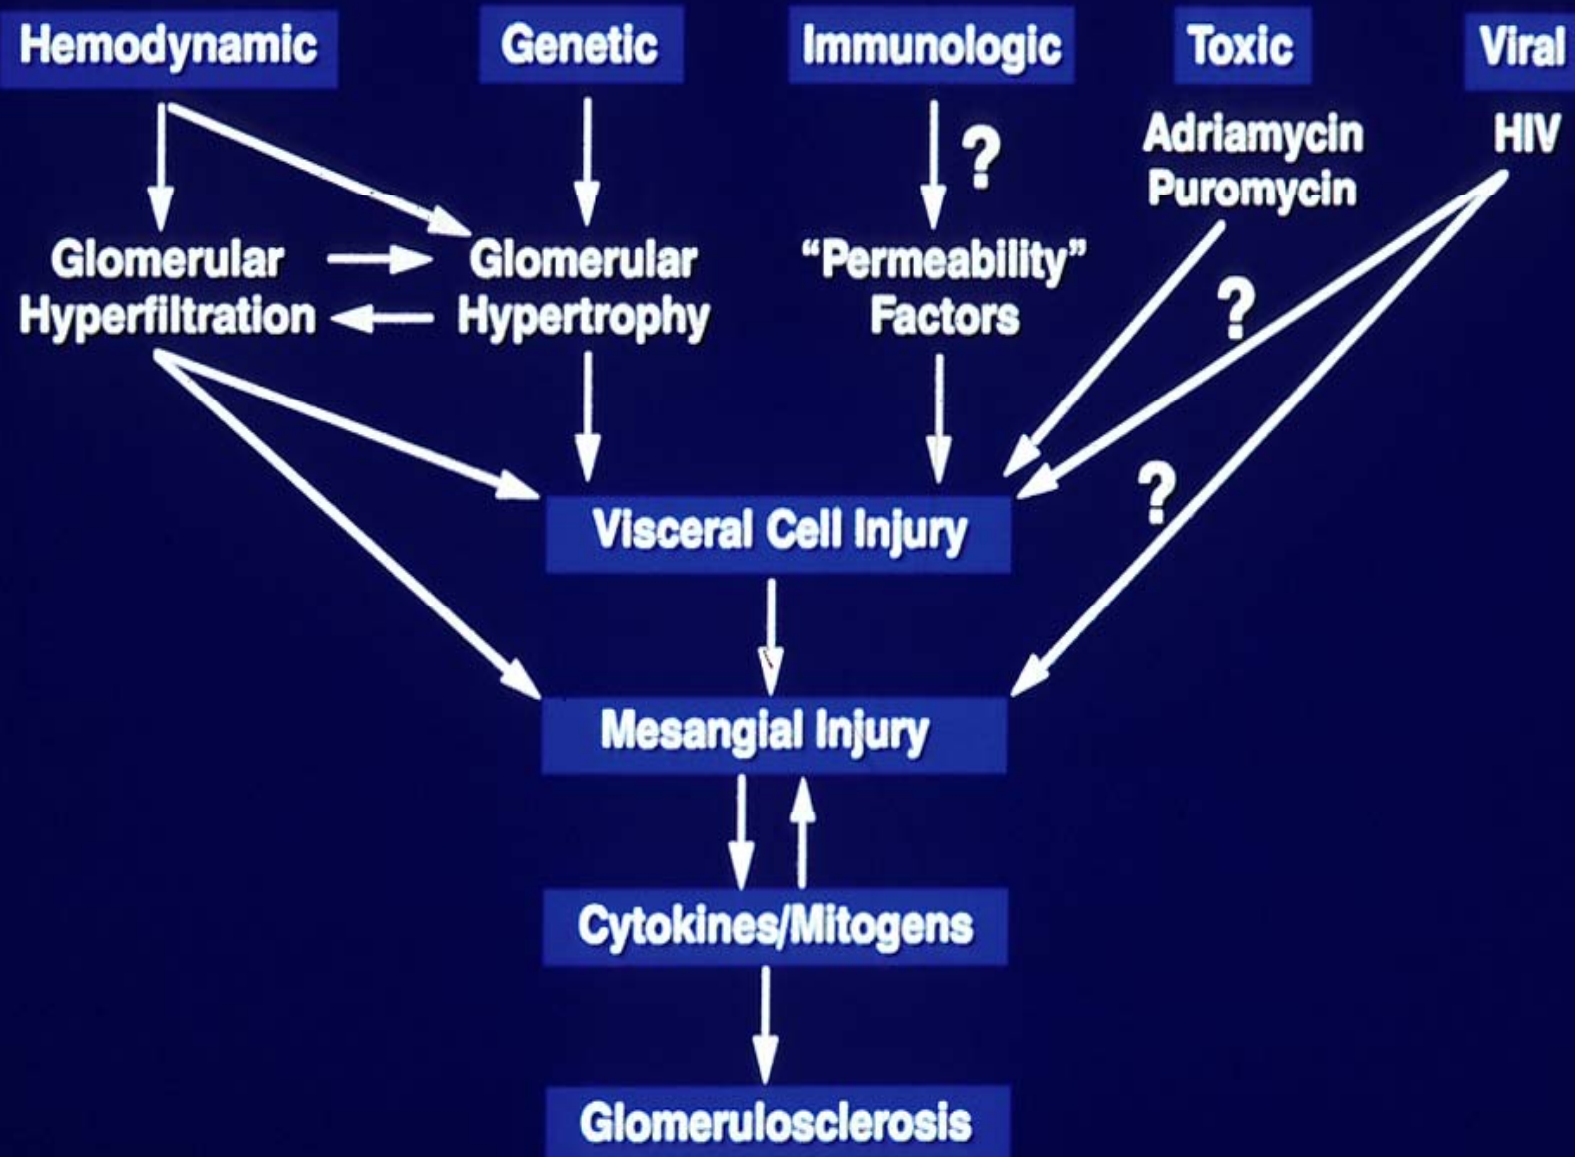 Hemodynamic
Genetic
Immunologic
Toxic
Viral
Adriamycin
Puromycin
HIV
?
Glomerular
Hyperfiltration
Glomerular
Hypertrophy
“Permeability”
Factors
?
?
Visceral Cell Injury
Mesangial Injury
Cytokines/Mitogens
Glomerulosclerosis